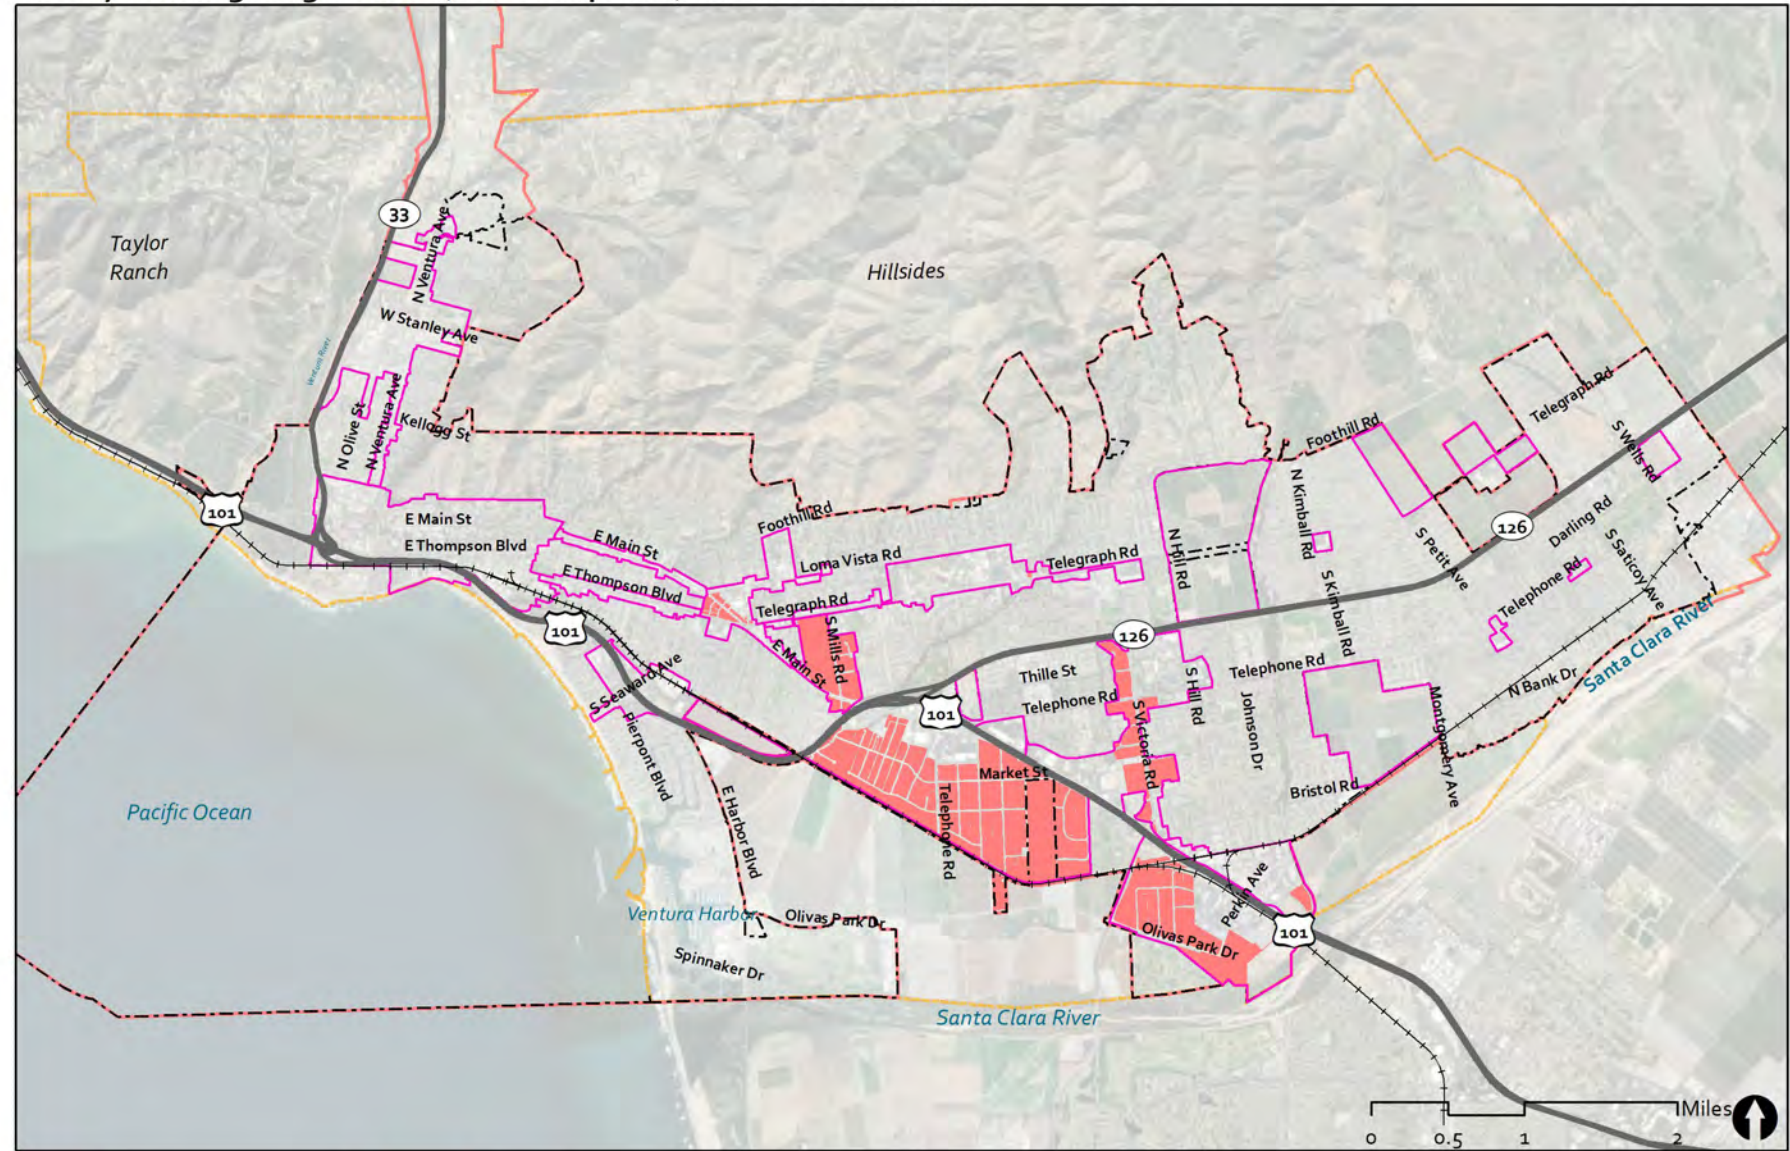 33
N Ventura Ave
Taylor
Ranch
Hillsides
W Stanley Ave
Ventura River
N Olive St
N Ventura Ave
Kellogg St
Telegraph Rd
S Wells Rd
Foothill Rd
101
E Main St
E Thompson Blvd
E Main St
Foothill Rd
Loma Vista Rd
Telegraph Rd
N Hill Rd
N Kimball Rd
S Petit Ave
126
Darling Rd
S Saticoy Ave
Telephone Rd
E Thompson Blvd
Telegraph Rd
101
S Mills Rd
E Main St
126
S Kimball Rd
Santa Clara River
S Seaward Ave
Thille St
Telephone Rd
Telephone Rd
S Hill Rd
N Bank Dr
101
Pierpont Blvd
S Victoria Rd
Johnson Dr
Montgomery Ave
Market St
Bristol Rd
Pacific Ocean
E Harbor Blvd
Telephone Rd
Perkin Ave
Ventura Harbor
Olivas Park Dr
Olivas Park Dr
101
Spinnaker Dr
Santa Clara River
Miles
0 0.5 1 2